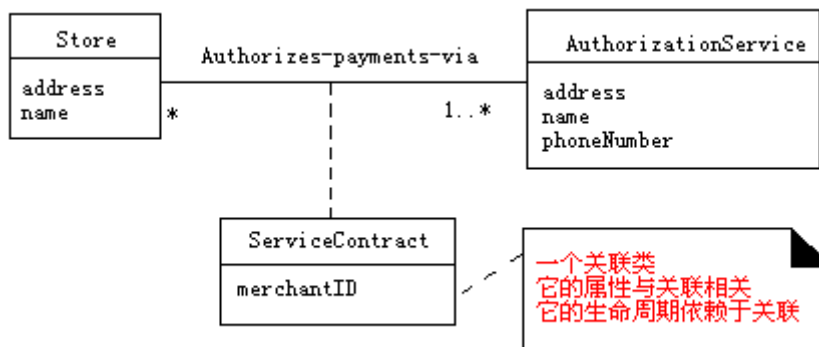 Store
address
name
Authorizes-payments-via
*
1..*
AuthorizationService
address
name
phoneNumber
ServiceContract
merchantID
一个关联类
它的属性与关联相关
它的生命周期依赖于关联